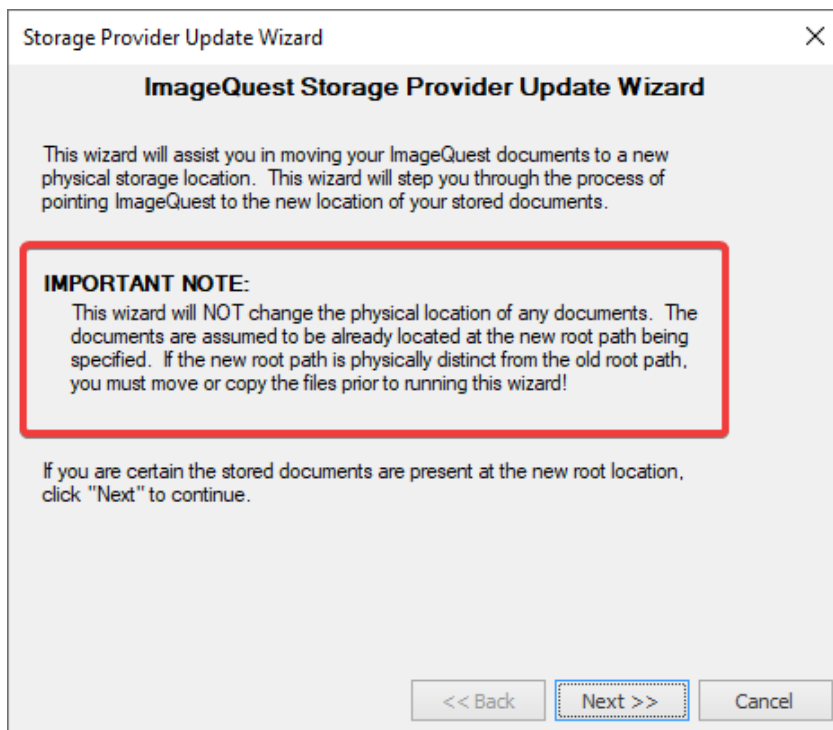 Storage Provider Update Wizard
ImageQuest Storage Provider Update Wizard
This wizard will assist you in moving your ImageQuest documents to a new
physical storage location.  This wizard will step you through the process of
pointing ImageQuest to the new location of your stored documents.
IMPORTANT NOTE:
This wizard will NOT change the physical location of any documents.  The
documents are assumed to be already located at the new root path being
specified.  If the new root path is physically distinct from the old root path,
you must move or copy the files prior to running this wizard!
If you are certain the stored documents are present at the new root location,
click "Next" to continue.
<< Back Next >> Cancel